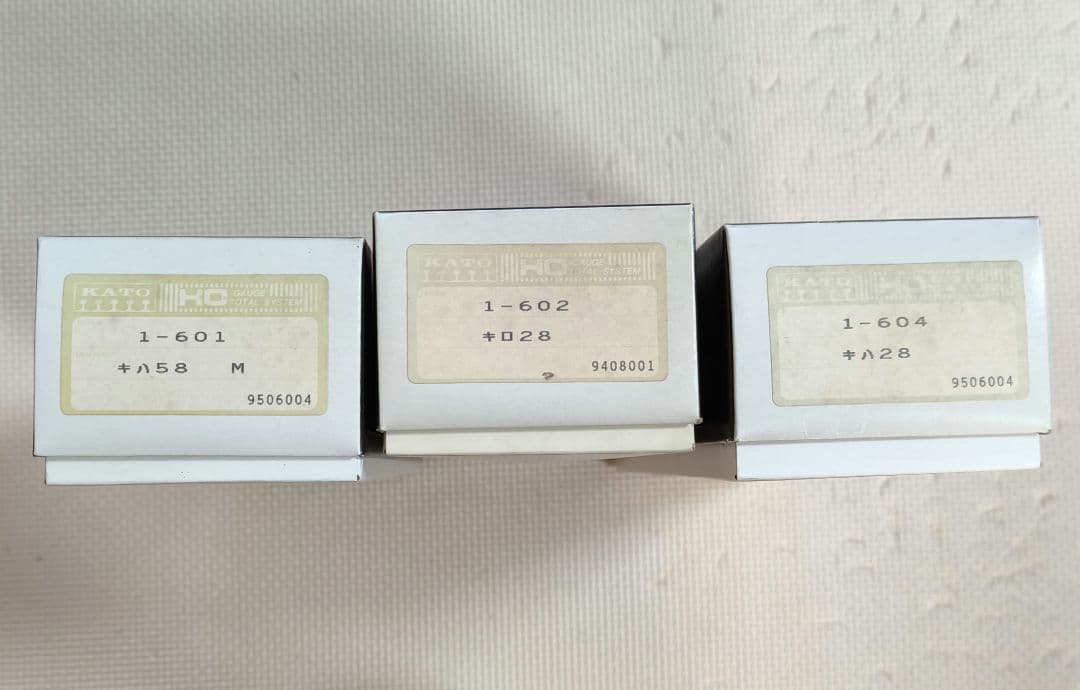 KATO HO GAUGE TOTAL SYSTEM
1-601
キハ58 M
9506004
KATO HO GAUGE TOTAL SYSTEM
1-602
キロ28
9408001
KATO
1-604
キハ28
9506004